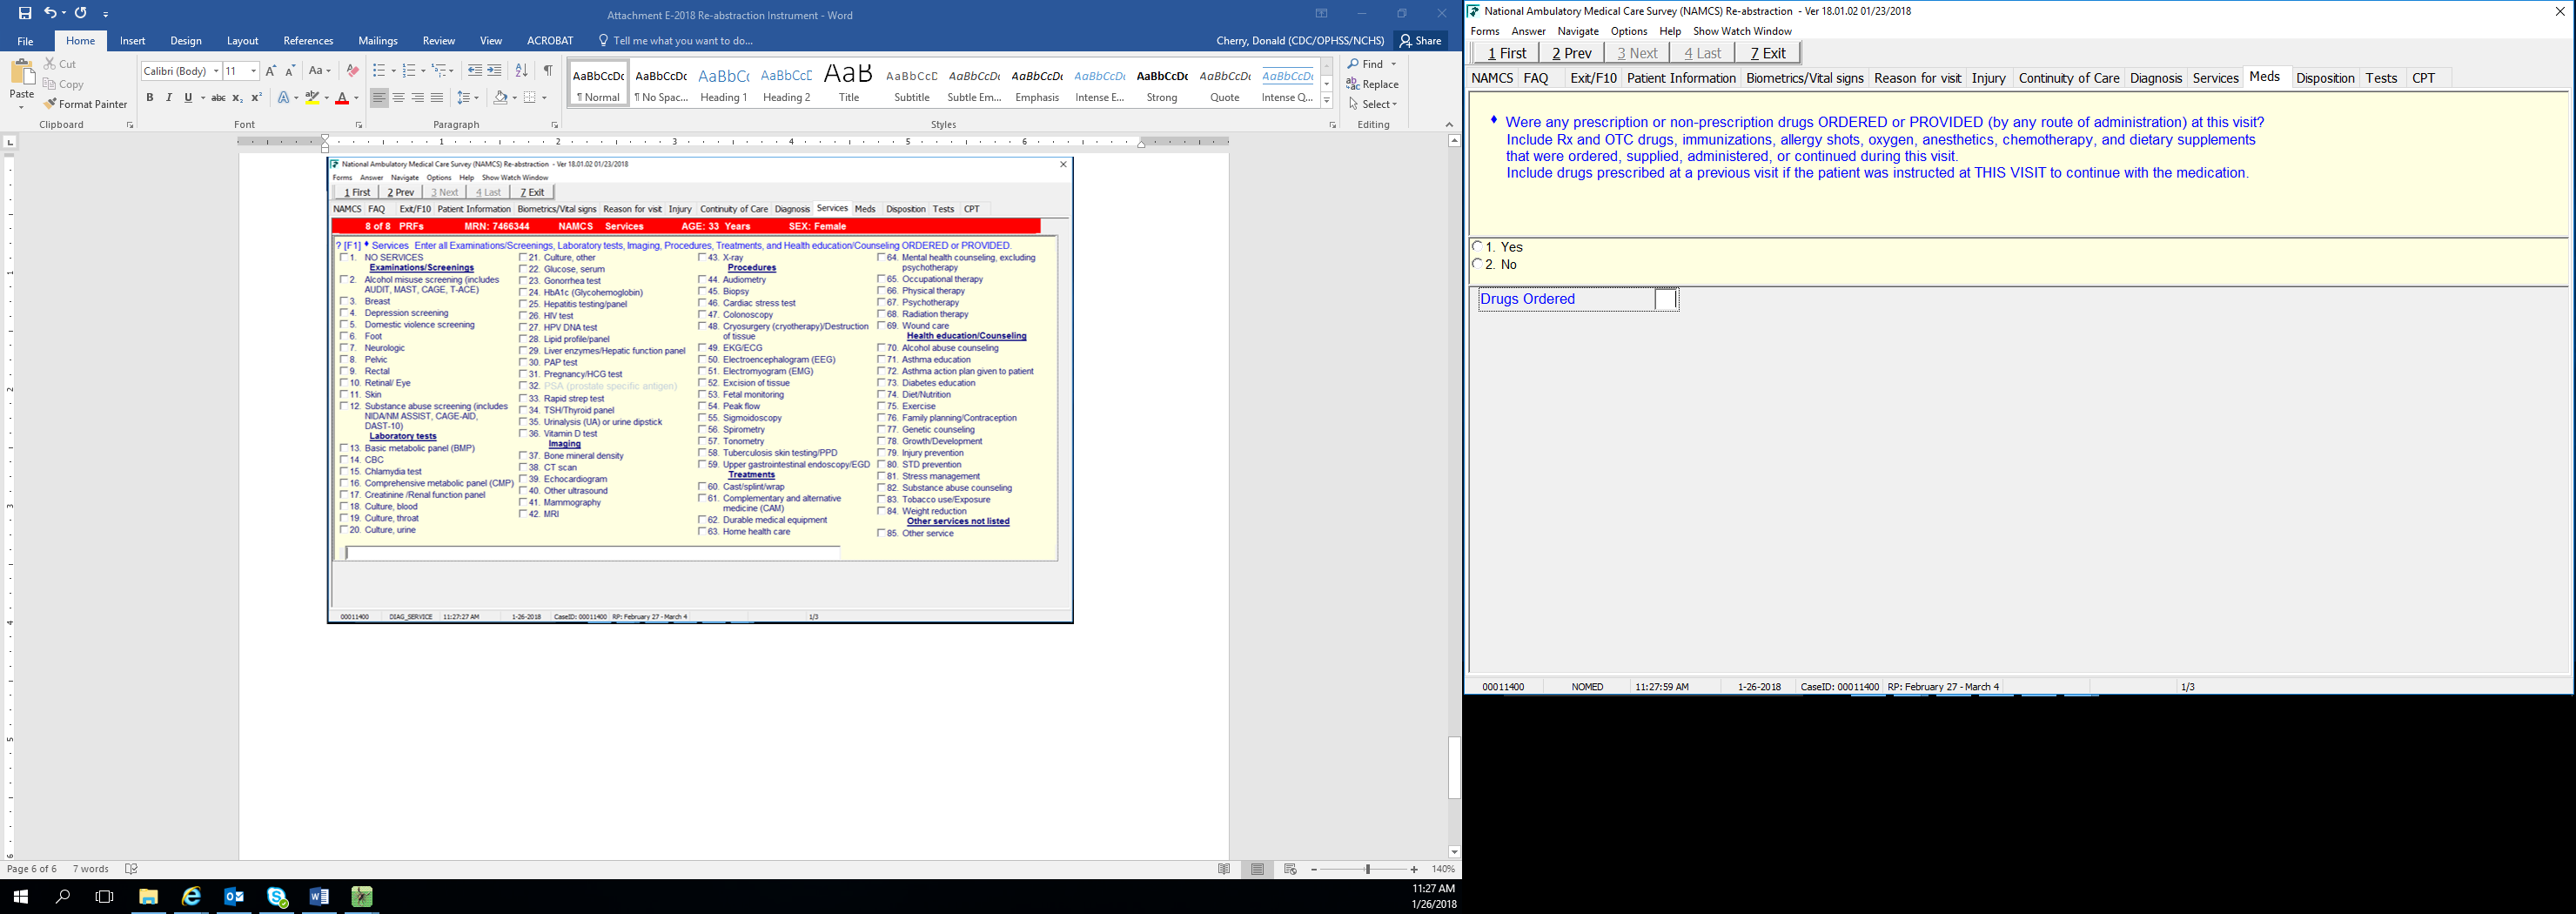 Attachment E-2018 Re-abstraction Instrument - Word
File Home Insert Design Layout References Mailings Review View ACROBAT Tell me what you want to do... Cherry, Donald (CDC/OPHSS/NCHS) Share
Paste
Cut
Copy
Format Painter
Clipboard
Calibri (Body) 11
Font
Paragraph
AaBbCcDc AaBbCcDc AaBbCc AaBbCcD AaB AaBbCcD AaBbCcDc AaBbCcDc AaBbCcDc AaBbCcDc AaBbCcDc AaBbCcDc
¶ Normal ¶ No Spac... Heading 1 Heading 2 Title Subtitle Subtle Em... Emphasis Intense E... Strong Quote Intense Q...
Styles
Find
Replace
Select
Editing
1 2 3 4 5 6
National Ambulatory Medical Care Survey (NAMCS) Re-abstraction - Ver 18.01.02 01/23/2018
Forms Answer Navigate Options Help Show Watch Window
1 First 2 Prev 3 Next 4 Last 7 Exit
NAMCS FAQ Exit/F10 Patient Information Biometrics/Vital signs Reason for visit Injury Continuity of Care Diagnosis Services Meds Disposition Tests CPT
8 of 8 PRFs MRN: 7466344 NAMCS Services AGE: 33 Years SEX: Female
? [F1] ♦ Services Enter all Examinations/Screenings, Laboratory tests, Imaging, Procedures, Treatments, and Health education/Counseling ORDERED or PROVIDED.
1. NO SERVICES
Examinations/Screenings
2. Alcohol misuse screening (includes
AUDIT, MAST, CAGE, T-ACE)
3. Breast
4. Depression screening
5. Domestic violence screening
6. Foot
7. Neurologic
8. Pelvic
9. Rectal
10. Retinal/ Eye
11. Skin
12. Substance abuse screening (includes
NIDA/NM ASSIST, CAGE-AID,
DAST-10)
Laboratory tests
13. Basic metabolic panel (BMP)
14. CBC
15. Chlamydia test
16. Comprehensive metabolic panel (CMP)
17. Creatinine /Renal function panel
18. Culture, blood
19. Culture, throat
20. Culture, urine
21. Culture, other
22. Glucose, serum
23. Gonorrhea test
24. HbA1c (Glycohemoglobin)
25. Hepatitis testing/panel
26. HIV test
27. HPV DNA test
28. Lipid profile/panel
29. Liver enzymes/Hepatic function panel
30. PAP test
31. Pregnancy/HCG test
32. PSA (prostate specific antigen)
33. Rapid strep test
34. TSH/Thyroid panel
35. Urinalysis (UA) or urine dipstick
36. Vitamin D test
Imaging
37. Bone mineral density
38. CT scan
39. Echocardiogram
40. Other ultrasound
41. Mammography
42. MRI
43. X-ray
Procedures
44. Audiometry
45. Biopsy
46. Cardiac stress test
47. Colonoscopy
48. Cryosurgery (cryotherapy)/Destruction
of tissue
49. EKG/ECG
50. Electroencephalogram (EEG)
51. Electromyogram (EMG)
52. Excision of tissue
53. Fetal monitoring
54. Peak flow
55. Sigmoidoscopy
56. Spirometry
57. Tonometry
58. Tuberculosis skin testing/PPD
59. Upper gastrointestinal endoscopy/EGD
Treatments
60. Cast/splint/wrap
61. Complementary and alternative
medicine (CAM)
62. Durable medical equipment
63. Home health care
64. Mental health counseling, excluding
psychotherapy
65. Occupational therapy
66. Physical therapy
67. Psychotherapy
68. Radiation therapy
69. Wound care
Health education/Counseling
70. Alcohol abuse counseling
71. Asthma education
72. Asthma action plan given to patient
73. Diabetes education
74. Diet/Nutrition
75. Exercise
76. Family planning/Contraception
77. Genetic counseling
78. Growth/Development
79. Injury prevention
80. STD prevention
81. Stress management
82. Substance abuse counseling
83. Tobacco use/Exposure
84. Weight reduction
Other services not listed
85. Other service
00011400 DIAG_SERVICE 11:27:27 AM 1-26-2018 CaseID: 00011400 RP: February 27 - March 4 1/3
Page 6 of 6 7 words 140%
11:27 AM
1/26/2018
National Ambulatory Medical Care Survey (NAMCS) Re-abstraction - Ver 18.01.02 01/23/2018
Forms Answer Navigate Options Help Show Watch Window
1 First 2 Prev 3 Next 4 Last 7 Exit
NAMCS FAQ Exit/F10 Patient Information Biometrics/Vital signs Reason for visit Injury Continuity of Care Diagnosis Services Meds Disposition Tests CPT
♦ Were any prescription or non-prescription drugs ORDERED or PROVIDED (by any route of administration) at this visit?
Include Rx and OTC drugs, immunizations, allergy shots, oxygen, anesthetics, chemotherapy, and dietary supplements
that were ordered, supplied, administered, or continued during this visit.
Include drugs prescribed at a previous visit if the patient was instructed at THIS VISIT to continue with the medication.
1. Yes
2. No
Drugs Ordered
00011400 NOMED 11:27:59 AM 1-26-2018 CaseID: 00011400 RP: February 27 - March 4 1/3